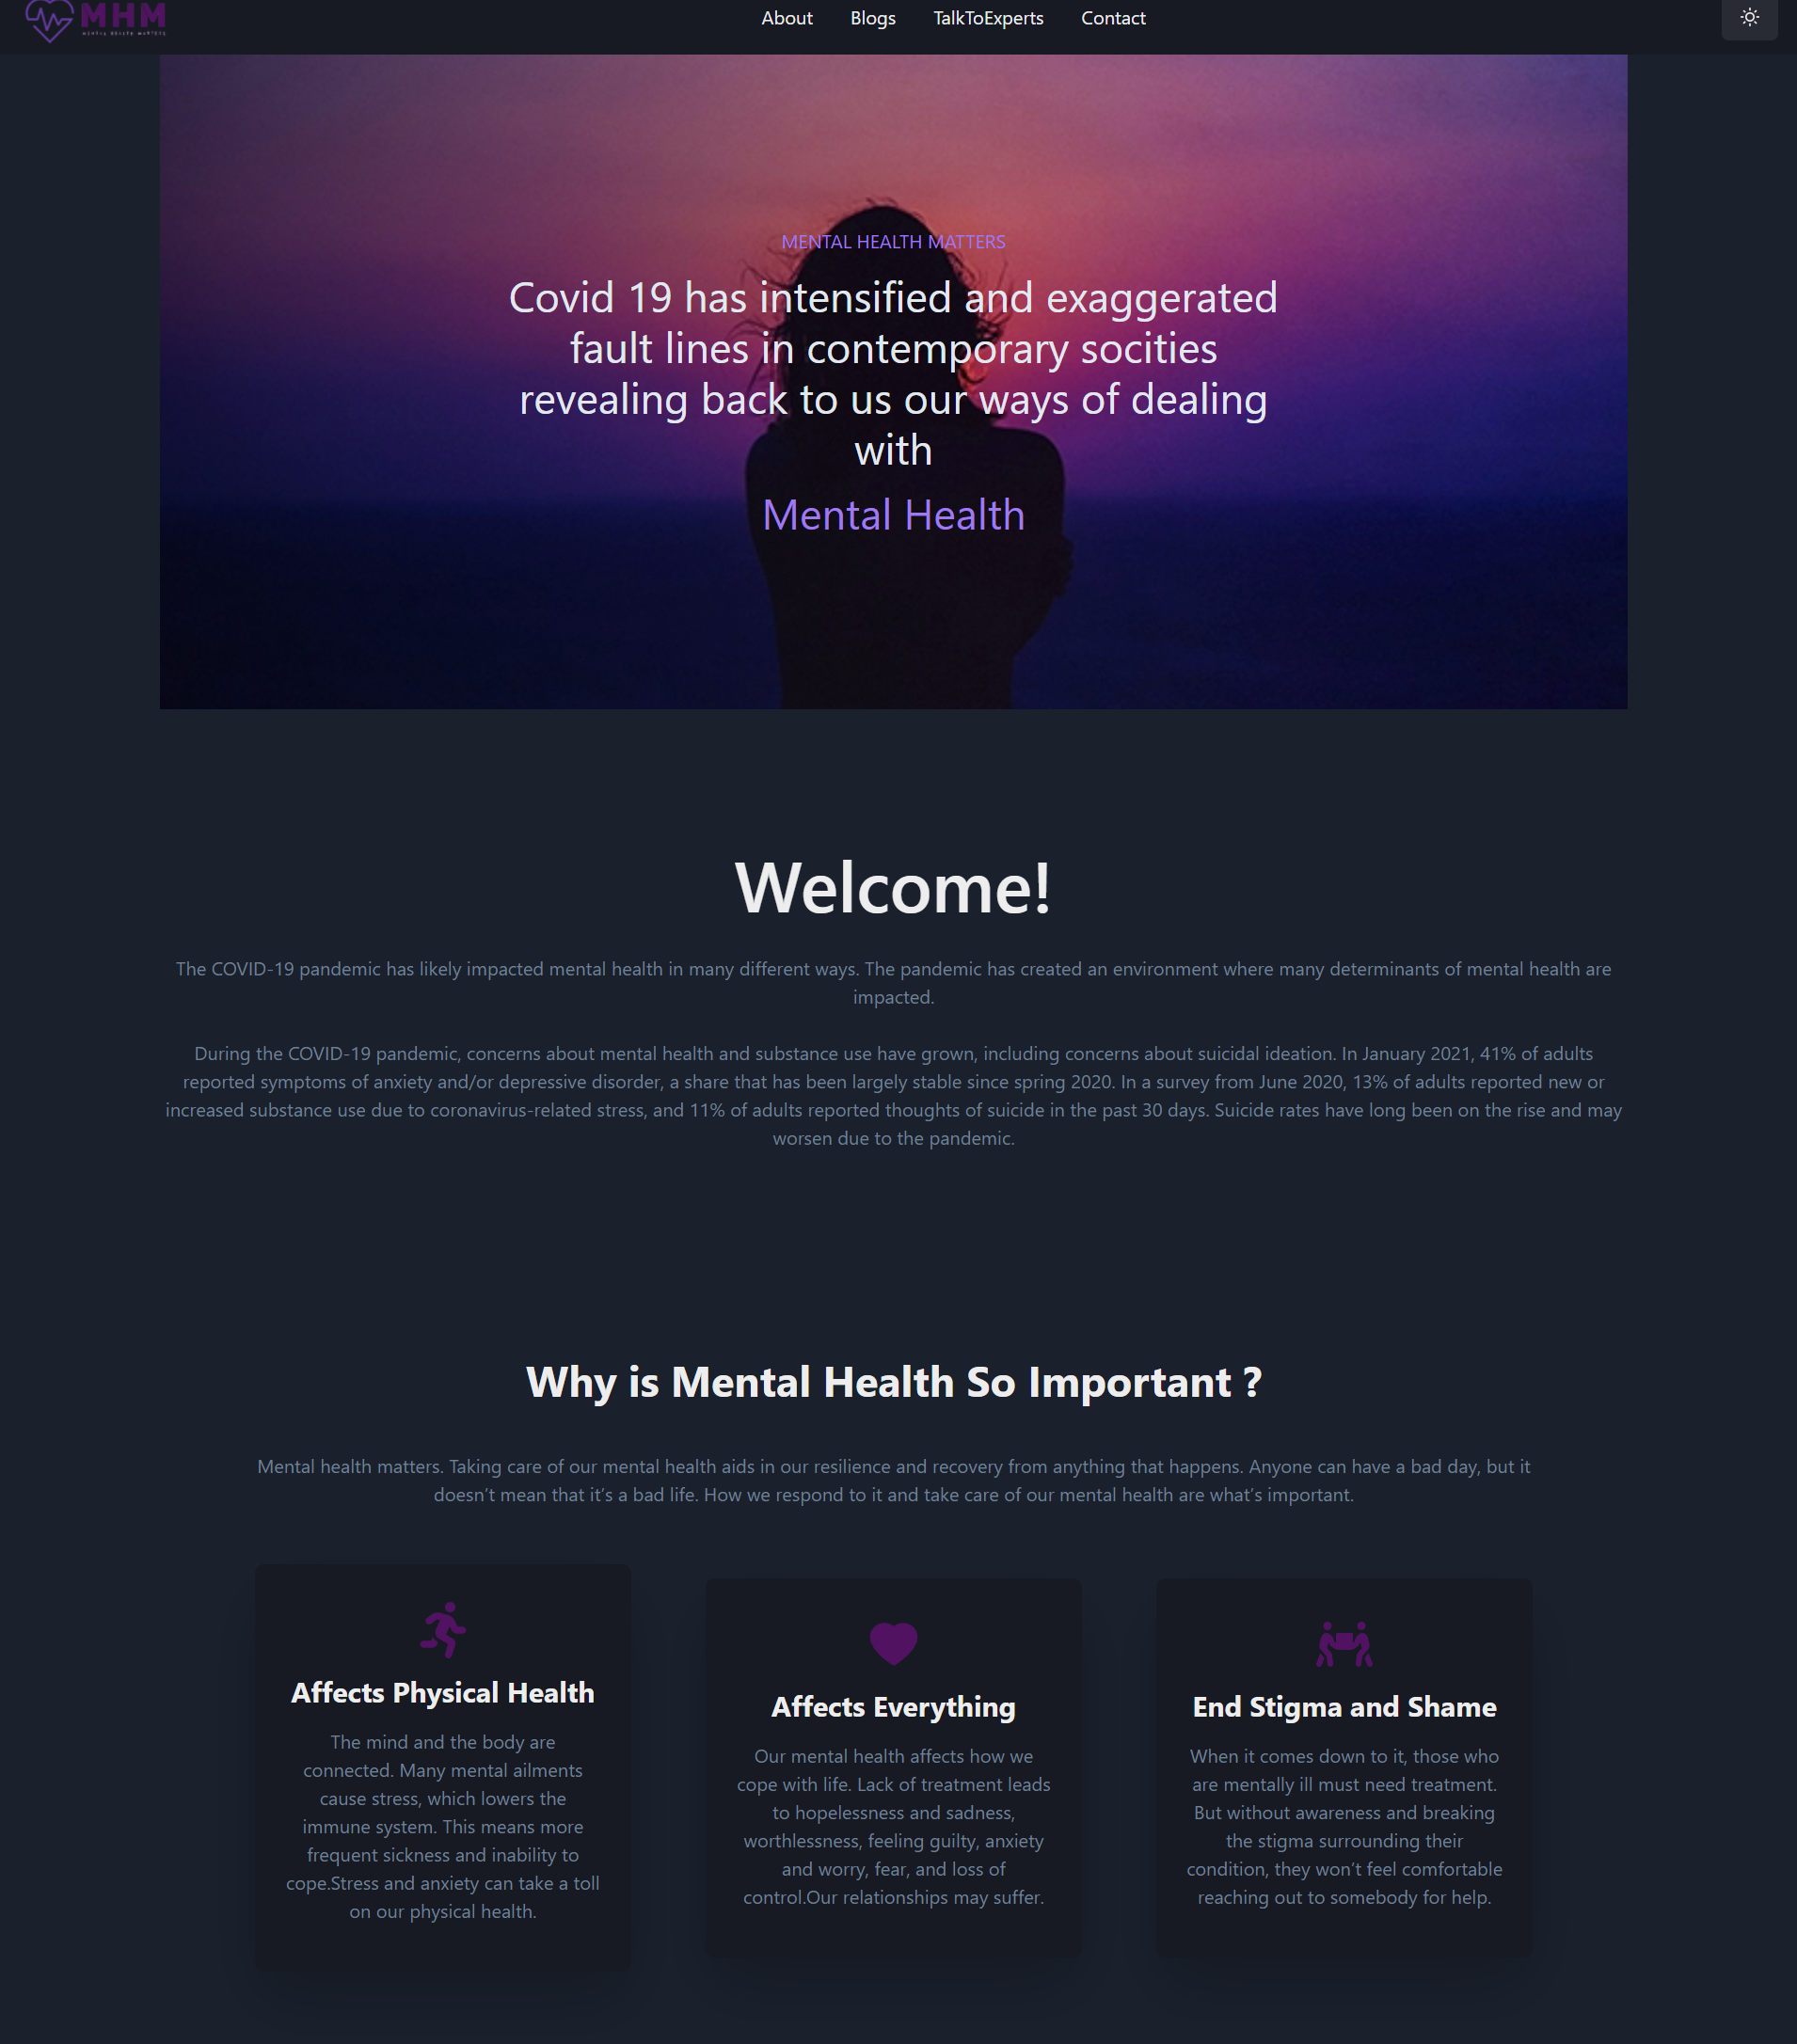 MHM
MENTAL HEALTH MATTERS
About Blogs TalkToExperts Contact
MENTAL HEALTH MATTERS
Covid 19 has intensified and exaggerated
fault lines in contemporary socities
revealing back to us our ways of dealing
with
Mental Health
Welcome!
The COVID-19 pandemic has likely impacted mental health in many different ways. The pandemic has created an environment where many determinants of mental health are
impacted.
During the COVID-19 pandemic, concerns about mental health and substance use have grown, including concerns about suicidal ideation. In January 2021, 41% of adults
reported symptoms of anxiety and/or depressive disorder, a share that has been largely stable since spring 2020. In a survey from June 2020, 13% of adults reported new or
increased substance use due to coronavirus-related stress, and 11% of adults reported thoughts of suicide in the past 30 days. Suicide rates have long been on the rise and may
worsen due to the pandemic.
Why is Mental Health So Important ?
Mental health matters. Taking care of our mental health aids in our resilience and recovery from anything that happens. Anyone can have a bad day, but it
doesn’t mean that it’s a bad life. How we respond to it and take care of our mental health are what’s important.
Affects Physical Health
The mind and the body are
connected. Many mental ailments
cause stress, which lowers the
immune system. This means more
frequent sickness and inability to
cope.Stress and anxiety can take a toll
on our physical health.
Affects Everything
Our mental health affects how we
cope with life. Lack of treatment leads
to hopelessness and sadness,
worthlessness, feeling guilty, anxiety
and worry, fear, and loss of
control.Our relationships may suffer.
End Stigma and Shame
When it comes down to it, those who
are mentally ill must need treatment.
But without awareness and breaking
the stigma surrounding their
condition, they won’t feel comfortable
reaching out to somebody for help.